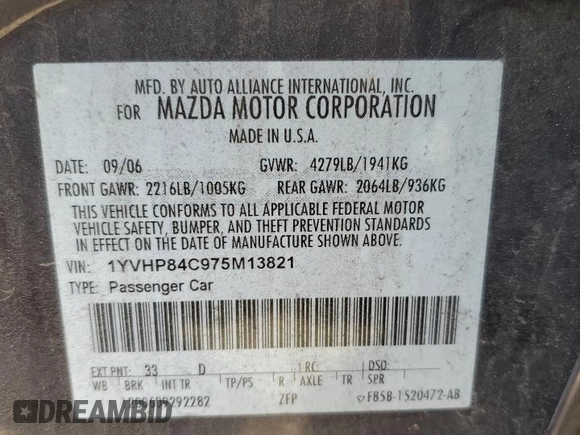 MFD. BY AUTO ALLIANCE INTERNATIONAL, INC.
FOR MAZDA MOTOR CORPORATION
MADE IN U.S.A.
DATE: 09/06 GVWR: 4279LB/1941KG
FRONT GAWR: 2216LB/1005KG REAR GAWR: 2064LB/936KG
THIS VEHICLE CONFORMS TO ALL APPLICABLE FEDERAL MOTOR
VEHICLE SAFETY, BUMPER, AND THEFT PREVENTION STANDARDS
IN EFFECT ON THE DATE OF MANUFACTURE SHOWN ABOVE.
VIN: 1YVHP84C975M13821
TYPE: Passenger Car
EXT PNT: 33 D RC: DSO:
WB BRK INT TR TP/PS R AXLE TR SPR
ZFP F85B-1520472-AB
DREAMBID